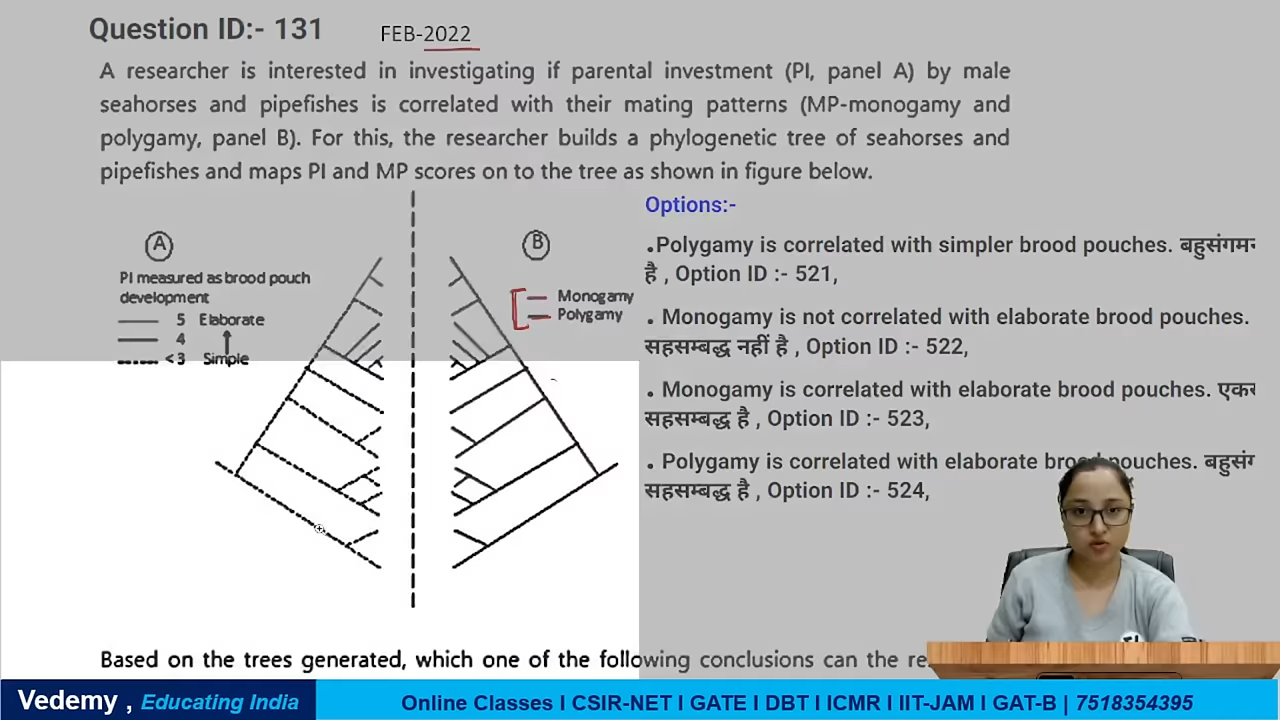 Question ID:- 131
FEB-2022
A researcher is interested in investigating if parental investment (PI, panel A) by male
seahorses and pipefishes is correlated with their mating patterns (MP-monogamy and
polygamy, panel B). For this, the researcher builds a phylogenetic tree of seahorses and
pipefishes and maps PI and MP scores on to the tree as shown in figure below.
A
PI measured as brood pouch
development
5 Elaborate
4
<3 Simple
B
Monogamy
Polygamy
Options:-
.Polygamy is correlated with simpler brood pouches.
है , Option ID :- 521,
. Monogamy is not correlated with elaborate brood pouches.
सहसम्बद्ध नहीं है , Option ID :- 522,
. Monogamy is correlated with elaborate brood pouches.
सहसम्बद्ध है , Option ID :- 523,
. Polygamy is correlated with elaborate brood pouches.
सहसम्बद्ध है , Option ID :- 524,
Based on the trees generated, which one of the following conclusions can the
Vedemy , Educating India
Online Classes I CSIR-NET I GATE I DBT I ICMR I IIT-JAM I GAT-B | 7518354395